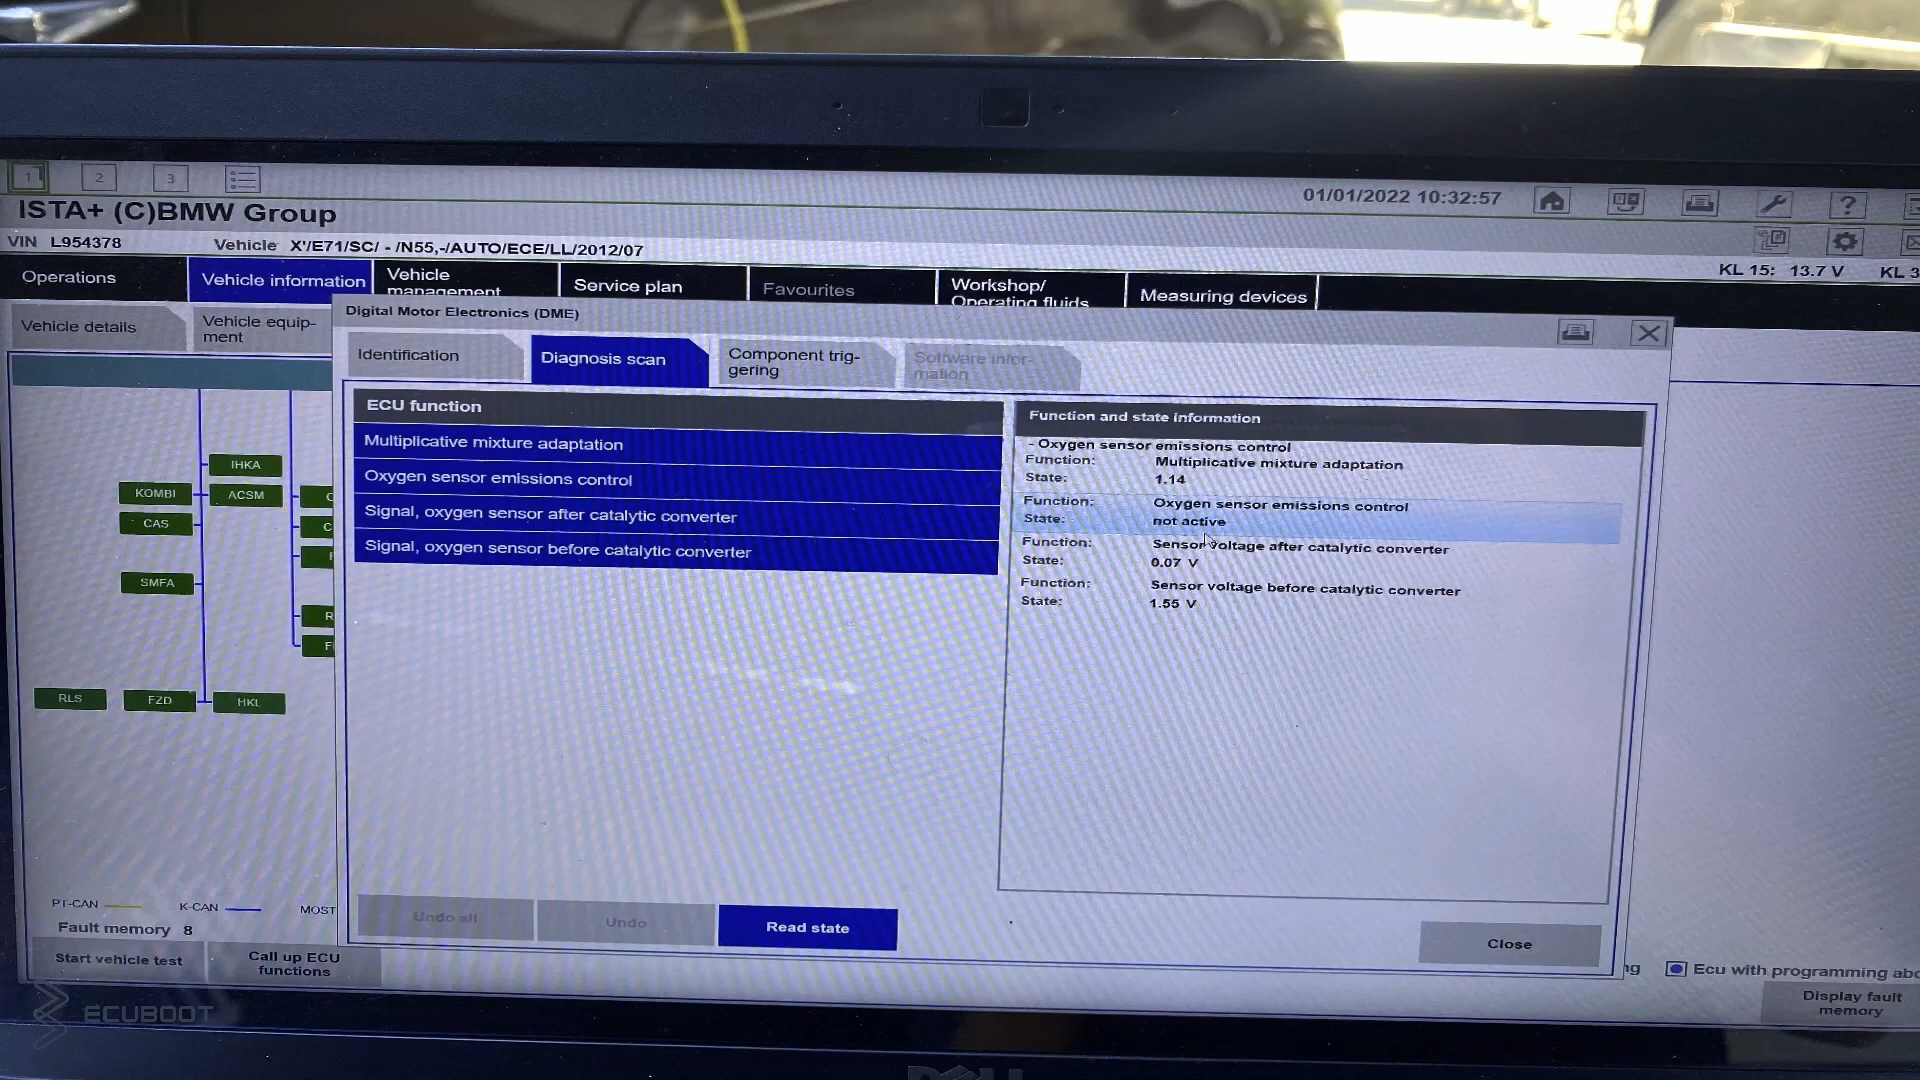 1
2
3
01/01/2022 10:32:57
?
ISTA+ (C)BMW Group
VIN L954378
Vehicle X'/E71/SC/ - /N55,-/AUTO/ECE/LL/2012/07
KL 15: 13.7 V KL 3
Operations
Vehicle information
Vehicle management
Service plan
Favourites
Workshop/
Operating fluids
Measuring devices
Vehicle details
Vehicle equip-
ment
Digital Motor Electronics (DME)
Identification
Diagnosis scan
Component trig-
gering
Software infor-
mation
ECU function
Multiplicative mixture adaptation
Oxygen sensor emissions control
Signal, oxygen sensor after catalytic converter
Signal, oxygen sensor before catalytic converter
Function and state information
- Oxygen sensor emissions control
Function: Multiplicative mixture adaptation
State: 1.14
Function: Oxygen sensor emissions control
State: not active
Function: Sensor voltage after catalytic converter
State: 0.07 V
Function: Sensor voltage before catalytic converter
State: 1.55 V
IHKA
KOMBI
ACSM
C
CAS
C
SMFA
R
F
RLS
FZD
HKL
PT-CAN
K-CAN
MOST
Fault memory 8
Undo all
Undo
Read state
Close
Start vehicle test
Call up ECU
functions
ng
Ecu with programming abo
Display fault
memory
ECUBOOT
DELL